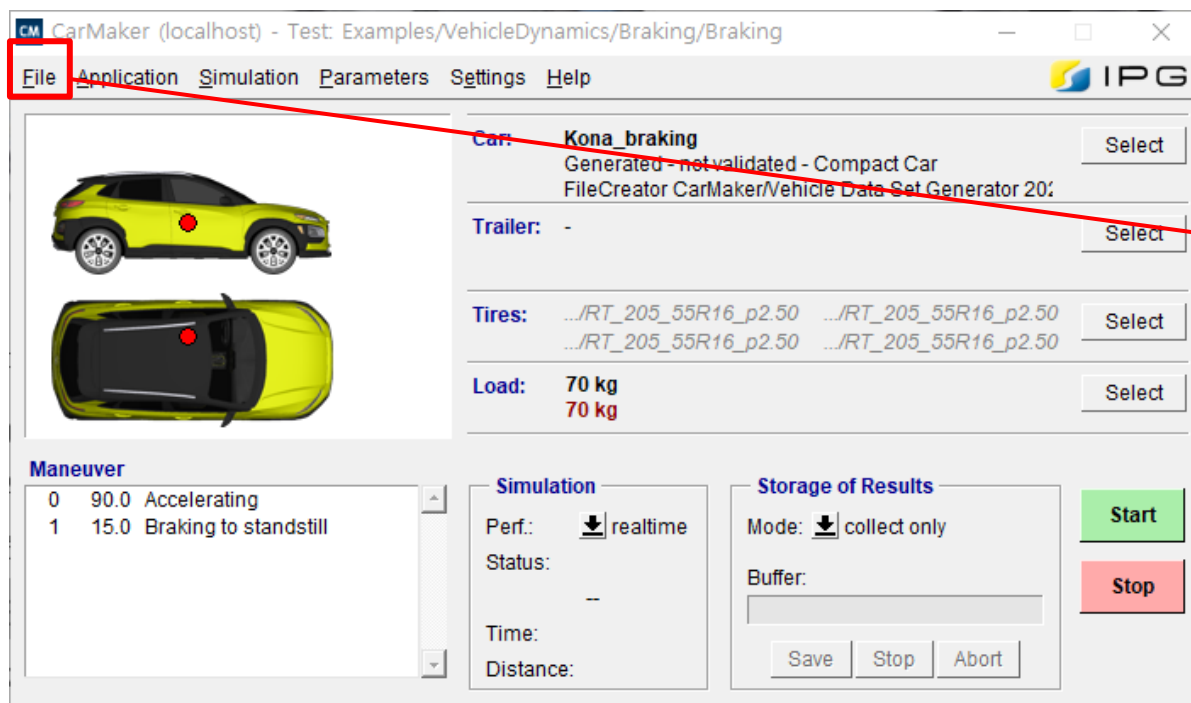 CM CarMaker (localhost) - Test: Examples/VehicleDynamics/Braking/Braking
File Application Simulation Parameters Settings Help IPG
Car: Kona_braking Select
Generated - not validated - Compact Car
FileCreator CarMaker/Vehicle Data Set Generator 202
Trailer: - Select
Tires: .../RT_205_55R16_p2.50 .../RT_205_55R16_p2.50 Select
.../RT_205_55R16_p2.50 .../RT_205_55R16_p2.50
Load: 70 kg Select
70 kg
Maneuver
0 90.0 Accelerating
1 15.0 Braking to standstill
Simulation
Perf.: realtime
Status:
--
Time:
Distance:
Storage of Results
Mode: collect only
Buffer:
Save Stop Abort
Start
Stop